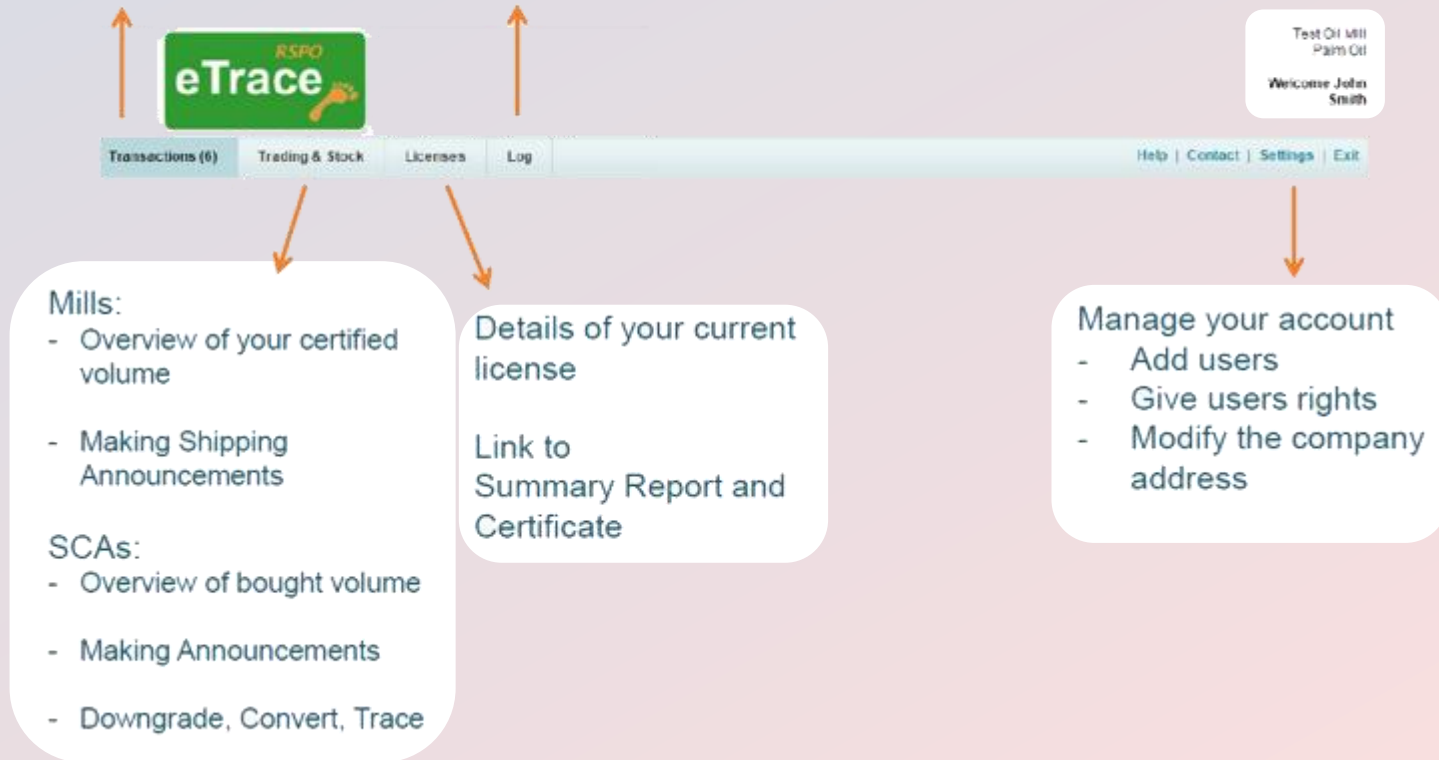 RSPO
eTrace
Test Oil Mill
Palm Oil
Welcome John
Smith
Transactions (6) Trading & Stock Licenses Log Help | Contact | Settings | Exit
Mills:
- Overview of your certified
volume
- Making Shipping
Announcements
SCAs:
- Overview of bought volume
- Making Announcements
- Downgrade, Convert, Trace
Details of your current
license
Link to
Summary Report and
Certificate
Manage your account
- Add users
- Give users rights
- Modify the company
address